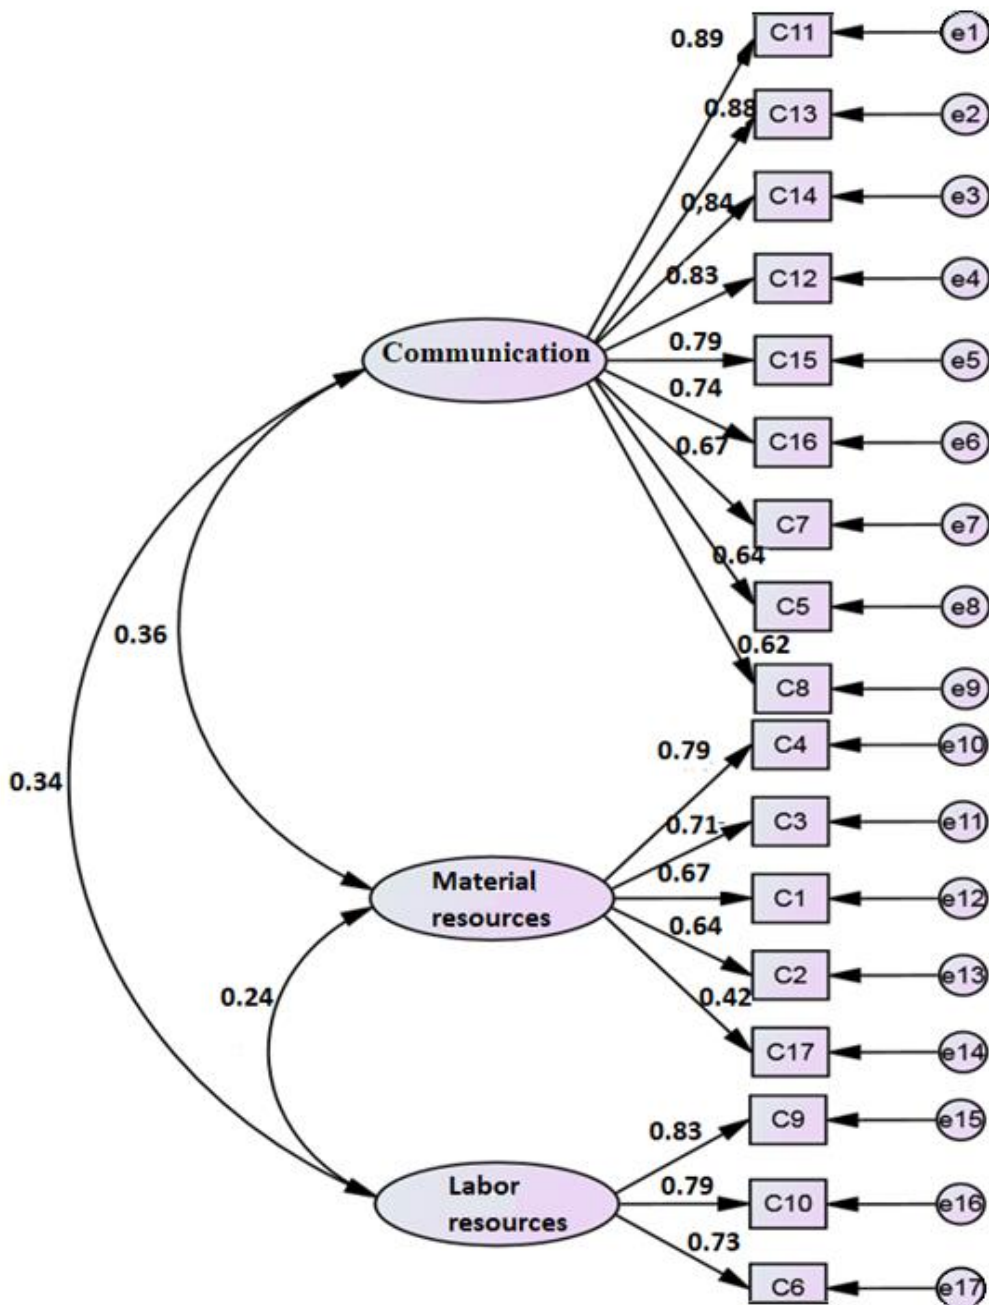 0.89
C11
e1
0.88
C13
e2
0,84
C14
e3
0.83
C12
e4
Communication
0.79
C15
e5
0.74
C16
e6
0.67
C7
e7
0.64
C5
e8
0.36
0.62
C8
e9
0.34
0.79
C4
e10
0.71
C3
e11
Material
resources
0.67
C1
e12
0.64
C2
e13
0.24
0.42
C17
e14
0.83
C9
e15
Labor
resources
0.79
C10
e16
0.73
C6
e17